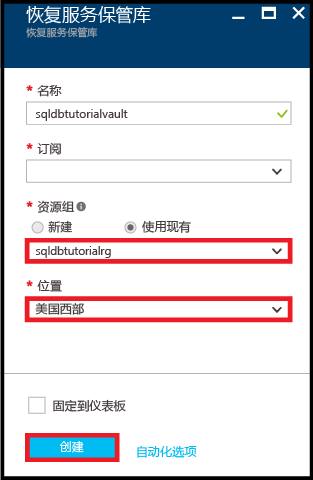 恢复服务保管库
恢复服务保管库
* 名称
sqldbtutorialvault
* 订阅
* 资源组
新建 使用现有
sqldbtutorialrg
* 位置
美国西部
固定到仪表板
创建 自动化选项